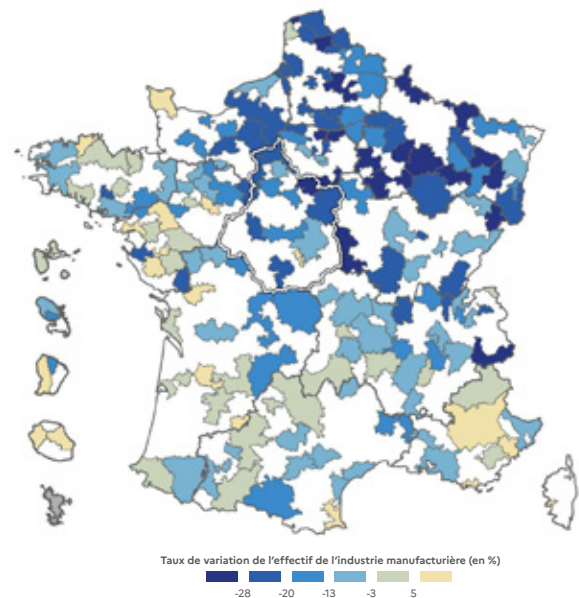 Taux de variation de l'effectif de l'industrie manufacturière (en %)
-28 -20 -13 -3 5